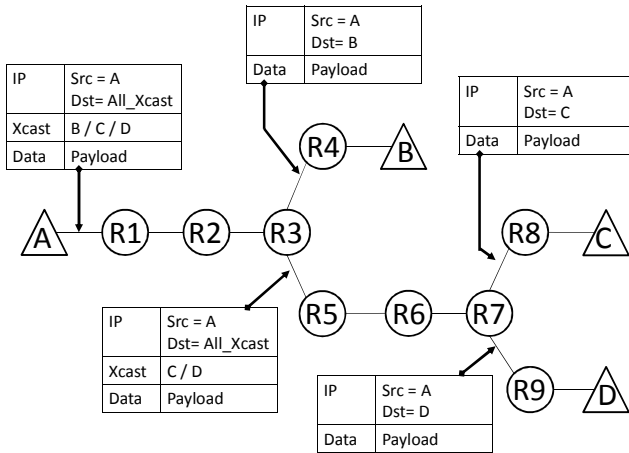 IP Src = A
Dst= B
Data Payload
IP Src = A
Dst= All_Xcast
Xcast B / C / D
Data Payload
IP Src = A
Dst= C
Data Payload
R4 B
A R1 R2 R3 R8 C
R5 R6 R7
IP Src = A
Dst= All_Xcast
Xcast C / D
Data Payload
IP Src = A
Dst= D
Data Payload
R9 D